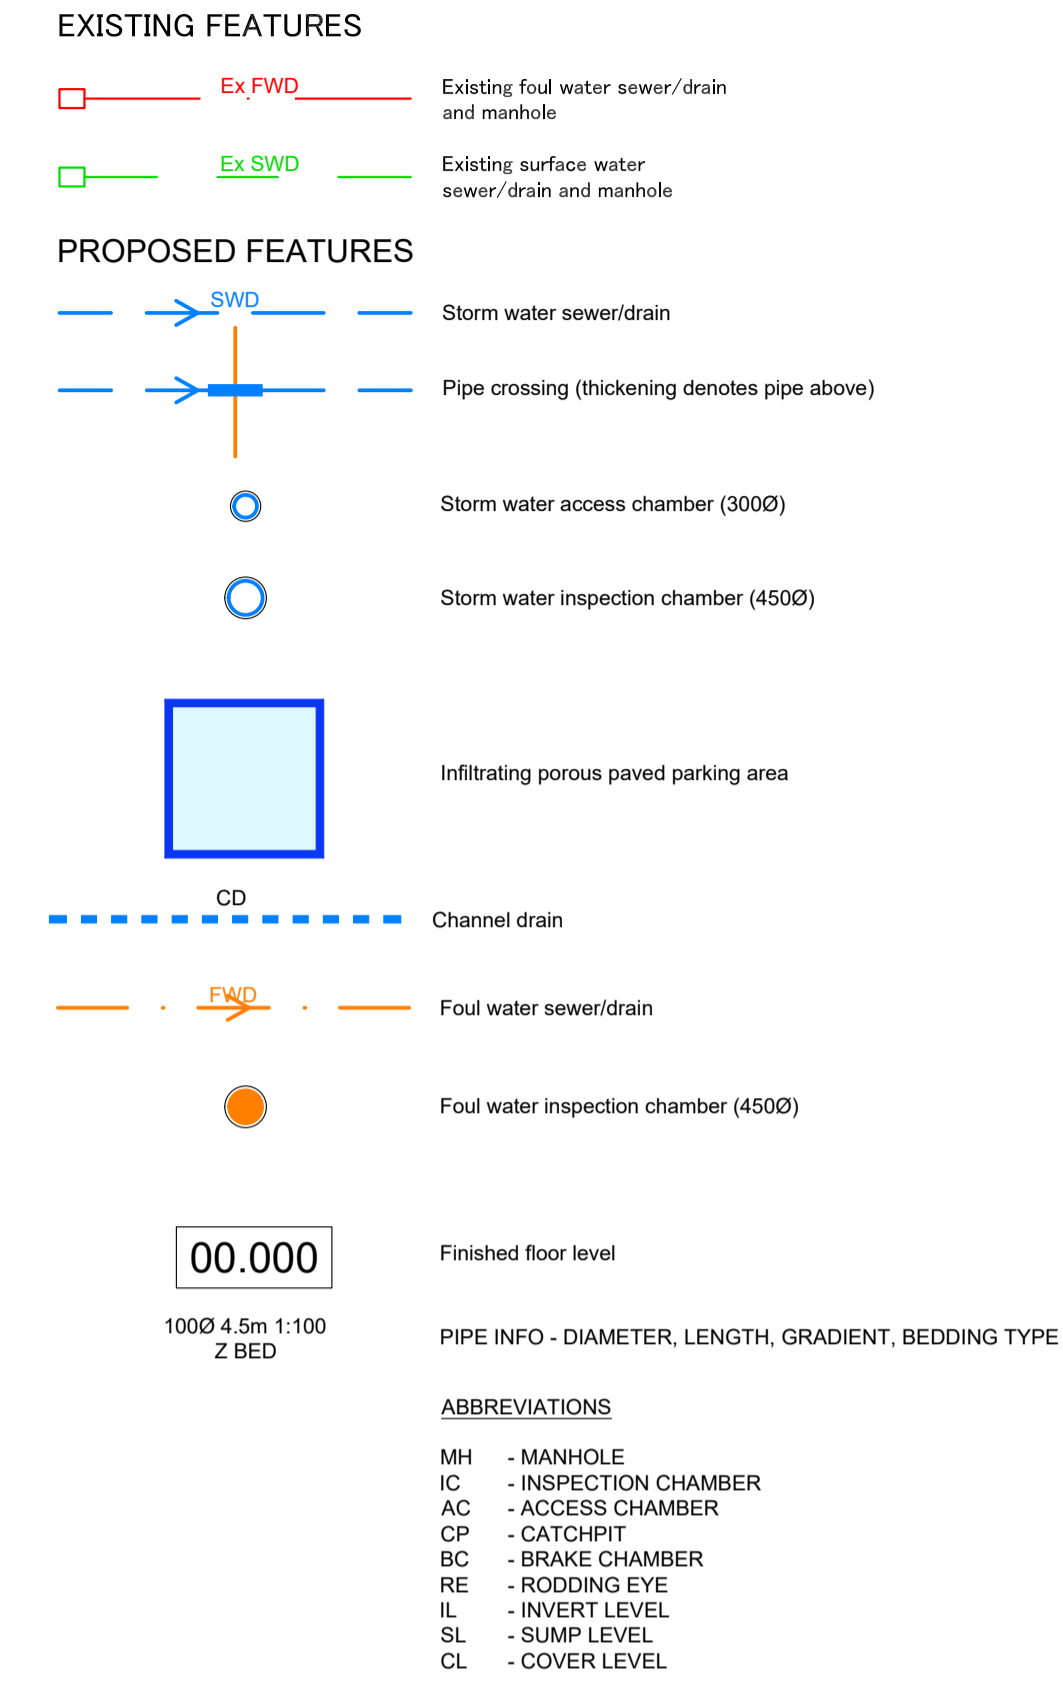 EXISTING FEATURES
Ex FWD
Existing foul water sewer/drain
and manhole
Ex SWD
Existing surface water
sewer/drain and manhole
PROPOSED FEATURES
SWD
Storm water sewer/drain
Pipe crossing (thickening denotes pipe above)
Storm water access chamber (300Ø)
Storm water inspection chamber (450Ø)
Infiltrating porous paved parking area
CD
Channel drain
FWD
Foul water sewer/drain
Foul water inspection chamber (450Ø)
00.000
Finished floor level
100Ø 4.5m 1:100
Z BED
PIPE INFO - DIAMETER, LENGTH, GRADIENT, BEDDING TYPE
ABBREVIATIONS
MH - MANHOLE
IC - INSPECTION CHAMBER
AC - ACCESS CHAMBER
CP - CATCHPIT
BC - BRAKE CHAMBER
RE - RODDING EYE
IL - INVERT LEVEL
SL - SUMP LEVEL
CL - COVER LEVEL